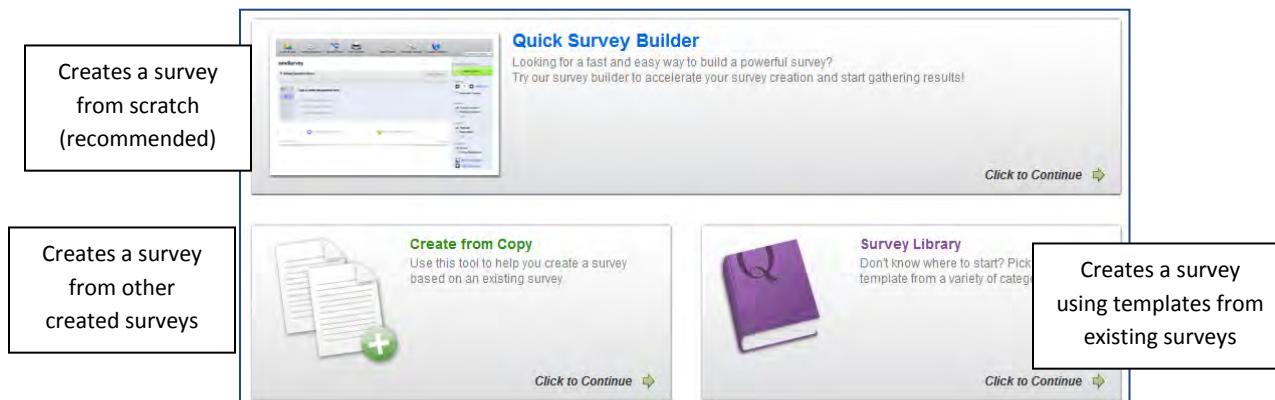 Creates a survey
from scratch
(recommended)
Quick Survey Builder
Looking for a fast and easy way to build a powerful survey?
Try our survey builder to accelerate your survey creation and start gathering results!
Click to Continue
Creates a survey
from other
created surveys
Create from Copy
Use this tool to help you create a survey
based on an existing survey
Click to Continue
Q
Survey Library
Don't know where to start? Pick
template from a variety of categ
Click to Continue
Creates a survey
using templates from
existing surveys